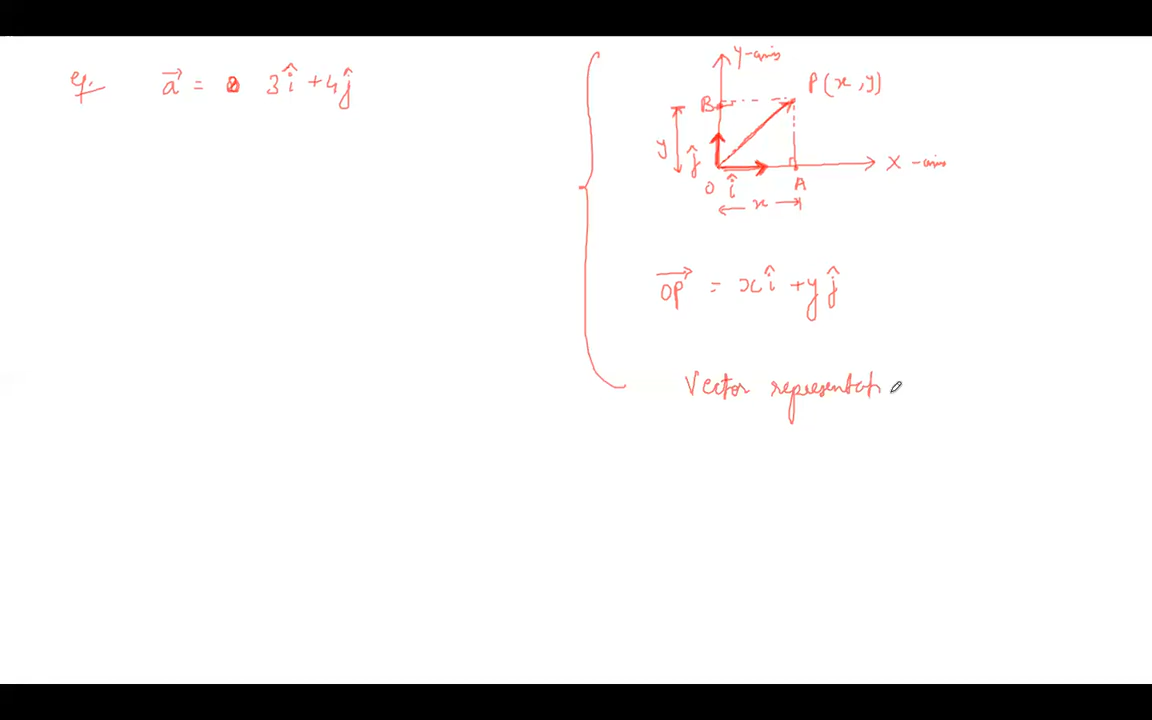 eg. a⃗ = 3î + 4ĵ
Y-axis
P(x, y)
B
y
ĵ
X-axis
O
î
A
x
OP⃗ = xî + yĵ
Vector representati